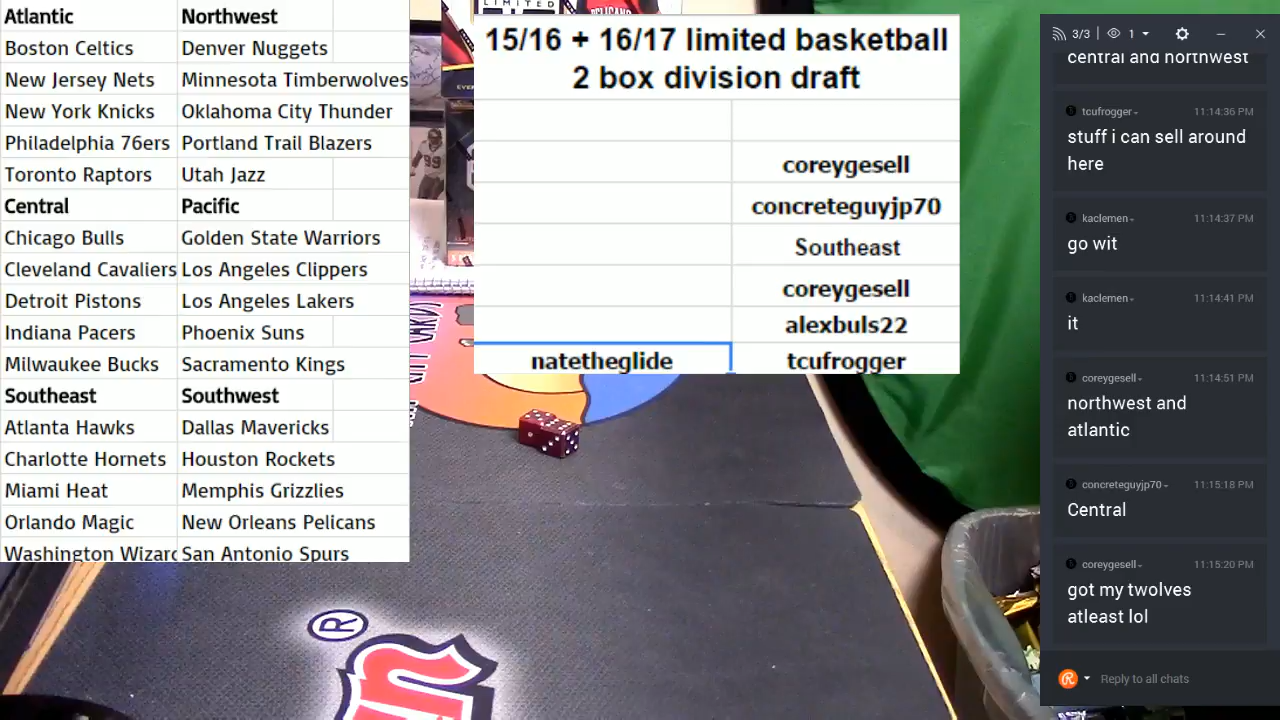 Atlantic Northwest
Boston Celtics Denver Nuggets
New Jersey Nets Minnesota Timberwolves
New York Knicks Oklahoma City Thunder
Philadelphia 76ers Portland Trail Blazers
Toronto Raptors Utah Jazz
Central Pacific
Chicago Bulls Golden State Warriors
Cleveland Cavaliers Los Angeles Clippers
Detroit Pistons Los Angeles Lakers
Indiana Pacers Phoenix Suns
Milwaukee Bucks Sacramento Kings
Southeast Southwest
Atlanta Hawks Dallas Mavericks
Charlotte Hornets Houston Rockets
Miami Heat Memphis Grizzlies
Orlando Magic New Orleans Pelicans
Washington Wizarc San Antonio Spurs
LIMITED
PELICANS
99
15/16 + 16/17 limited basketball
2 box division draft
coreygesell
concreteguyjp70
Southeast
coreygesell
alexbuls22
natetheglide tcufrogger
®
3/3 | 1
central and northwest
tcufrogger 11:14:36 PM
stuff i can sell around
here
kaclemen 11:14:37 PM
go wit
kaclemen 11:14:41 PM
it
coreygesell 11:14:51 PM
northwest and
atlantic
concreteguyjp70 11:15:18 PM
Central
coreygesell 11:15:20 PM
got my twolves
atleast lol
Reply to all chats